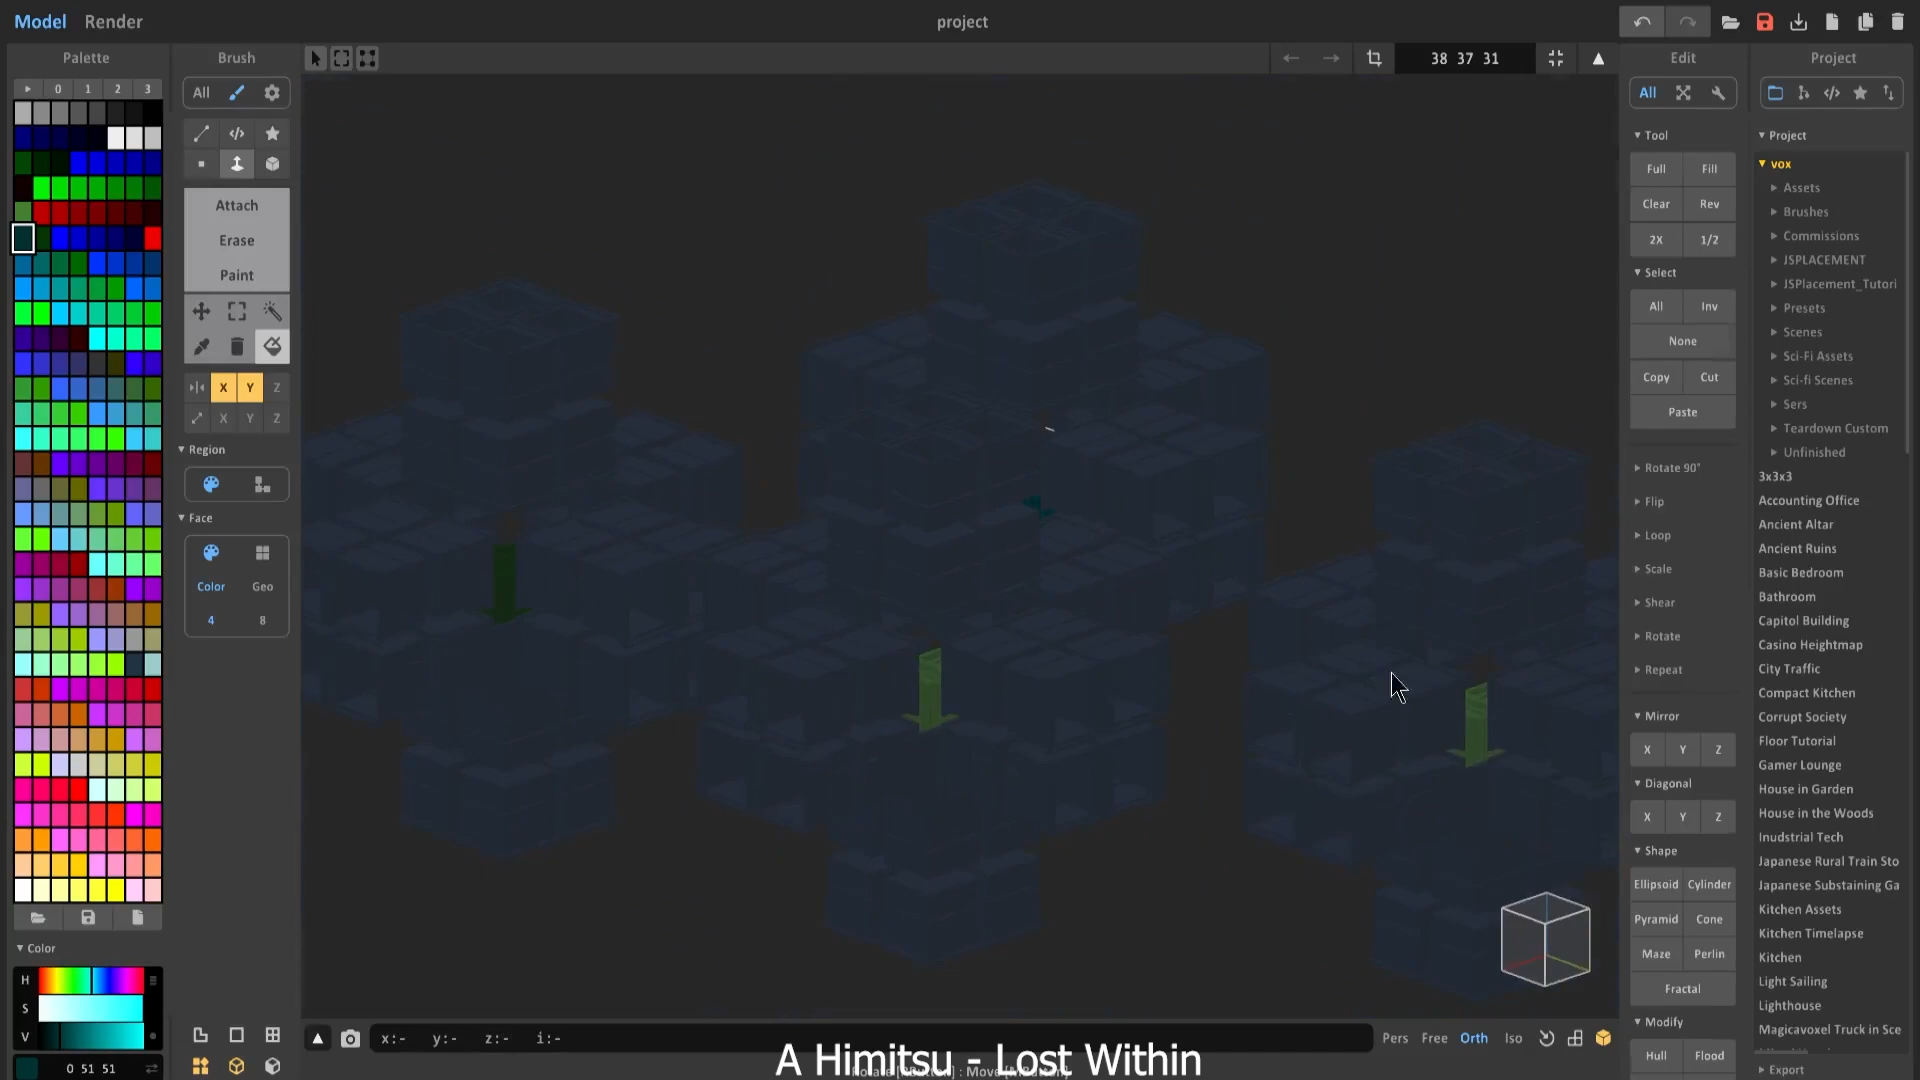 Model Render
project
Palette
0 1 2 3
Color
H
S
V
0 51 51
Brush
All
Attach
Erase
Paint
X Y Z
X Y Z
Region
Face
Color Geo
4 8
38 37 31
x:- y:- z:- i:-
Pers Free Orth Iso
A Himitsu - Lost Within
Edit
All
Tool
Full Fill
Clear Rev
2X 1/2
Select
All Inv
None
Copy Cut
Paste
Rotate 90°
Flip
Loop
Scale
Shear
Rotate
Repeat
Mirror
X Y Z
Diagonal
X Y Z
Shape
Ellipsoid Cylinder
Pyramid Cone
Maze Perlin
Fractal
Modify
Hull Flood
Project
Project
vox
Assets
Brushes
Commissions
JSPLACEMENT
JSPlacement_Tutori
Presets
Scenes
Sci-Fi Assets
Sci-fi Scenes
Sers
Teardown Custom
Unfinished
3x3x3
Accounting Office
Ancient Altar
Ancient Ruins
Basic Bedroom
Bathroom
Capitol Building
Casino Heightmap
City Traffic
Compact Kitchen
Corrupt Society
Floor Tutorial
Gamer Lounge
House in Garden
House in the Woods
Inudstrial Tech
Japanese Rural Train Sto
Japanese Substaining Ga
Kitchen Assets
Kitchen Timelapse
Kitchen
Light Sailing
Lighthouse
Magicavoxel Truck in Sce
Export